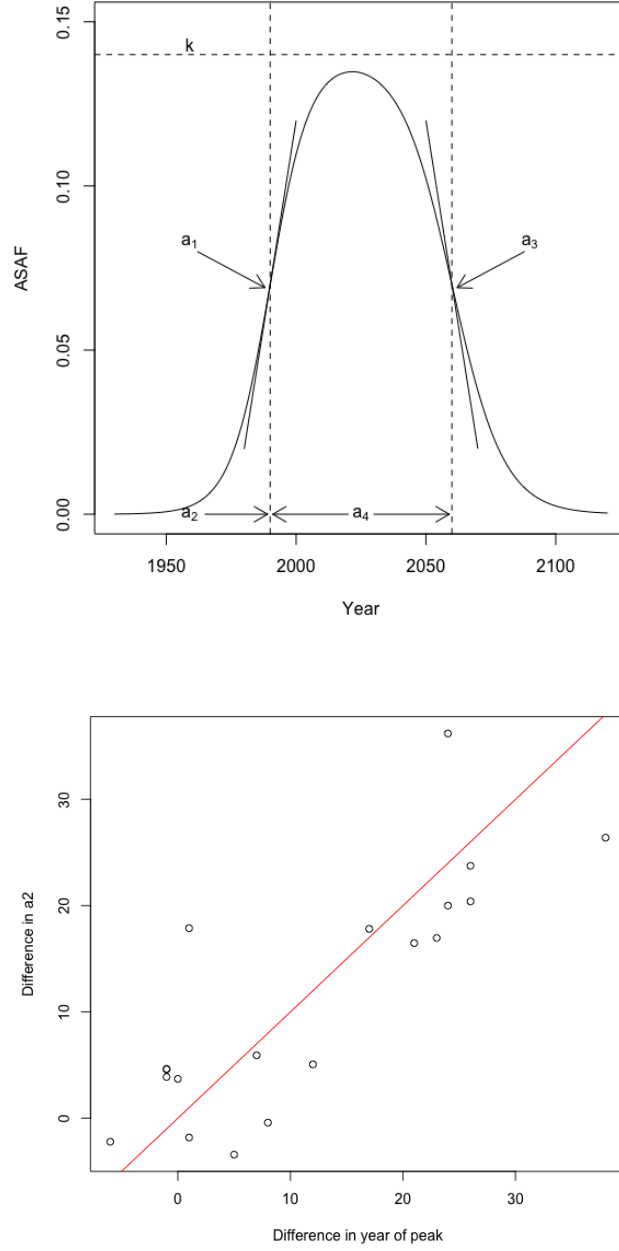 0.15
k
0.10
a1
a3
ASAF
0.05
0.00
a2
a4
1950 2000 2050 2100
Year
30
20
10
0
Difference in a2
0 10 20 30
Difference in year of peak